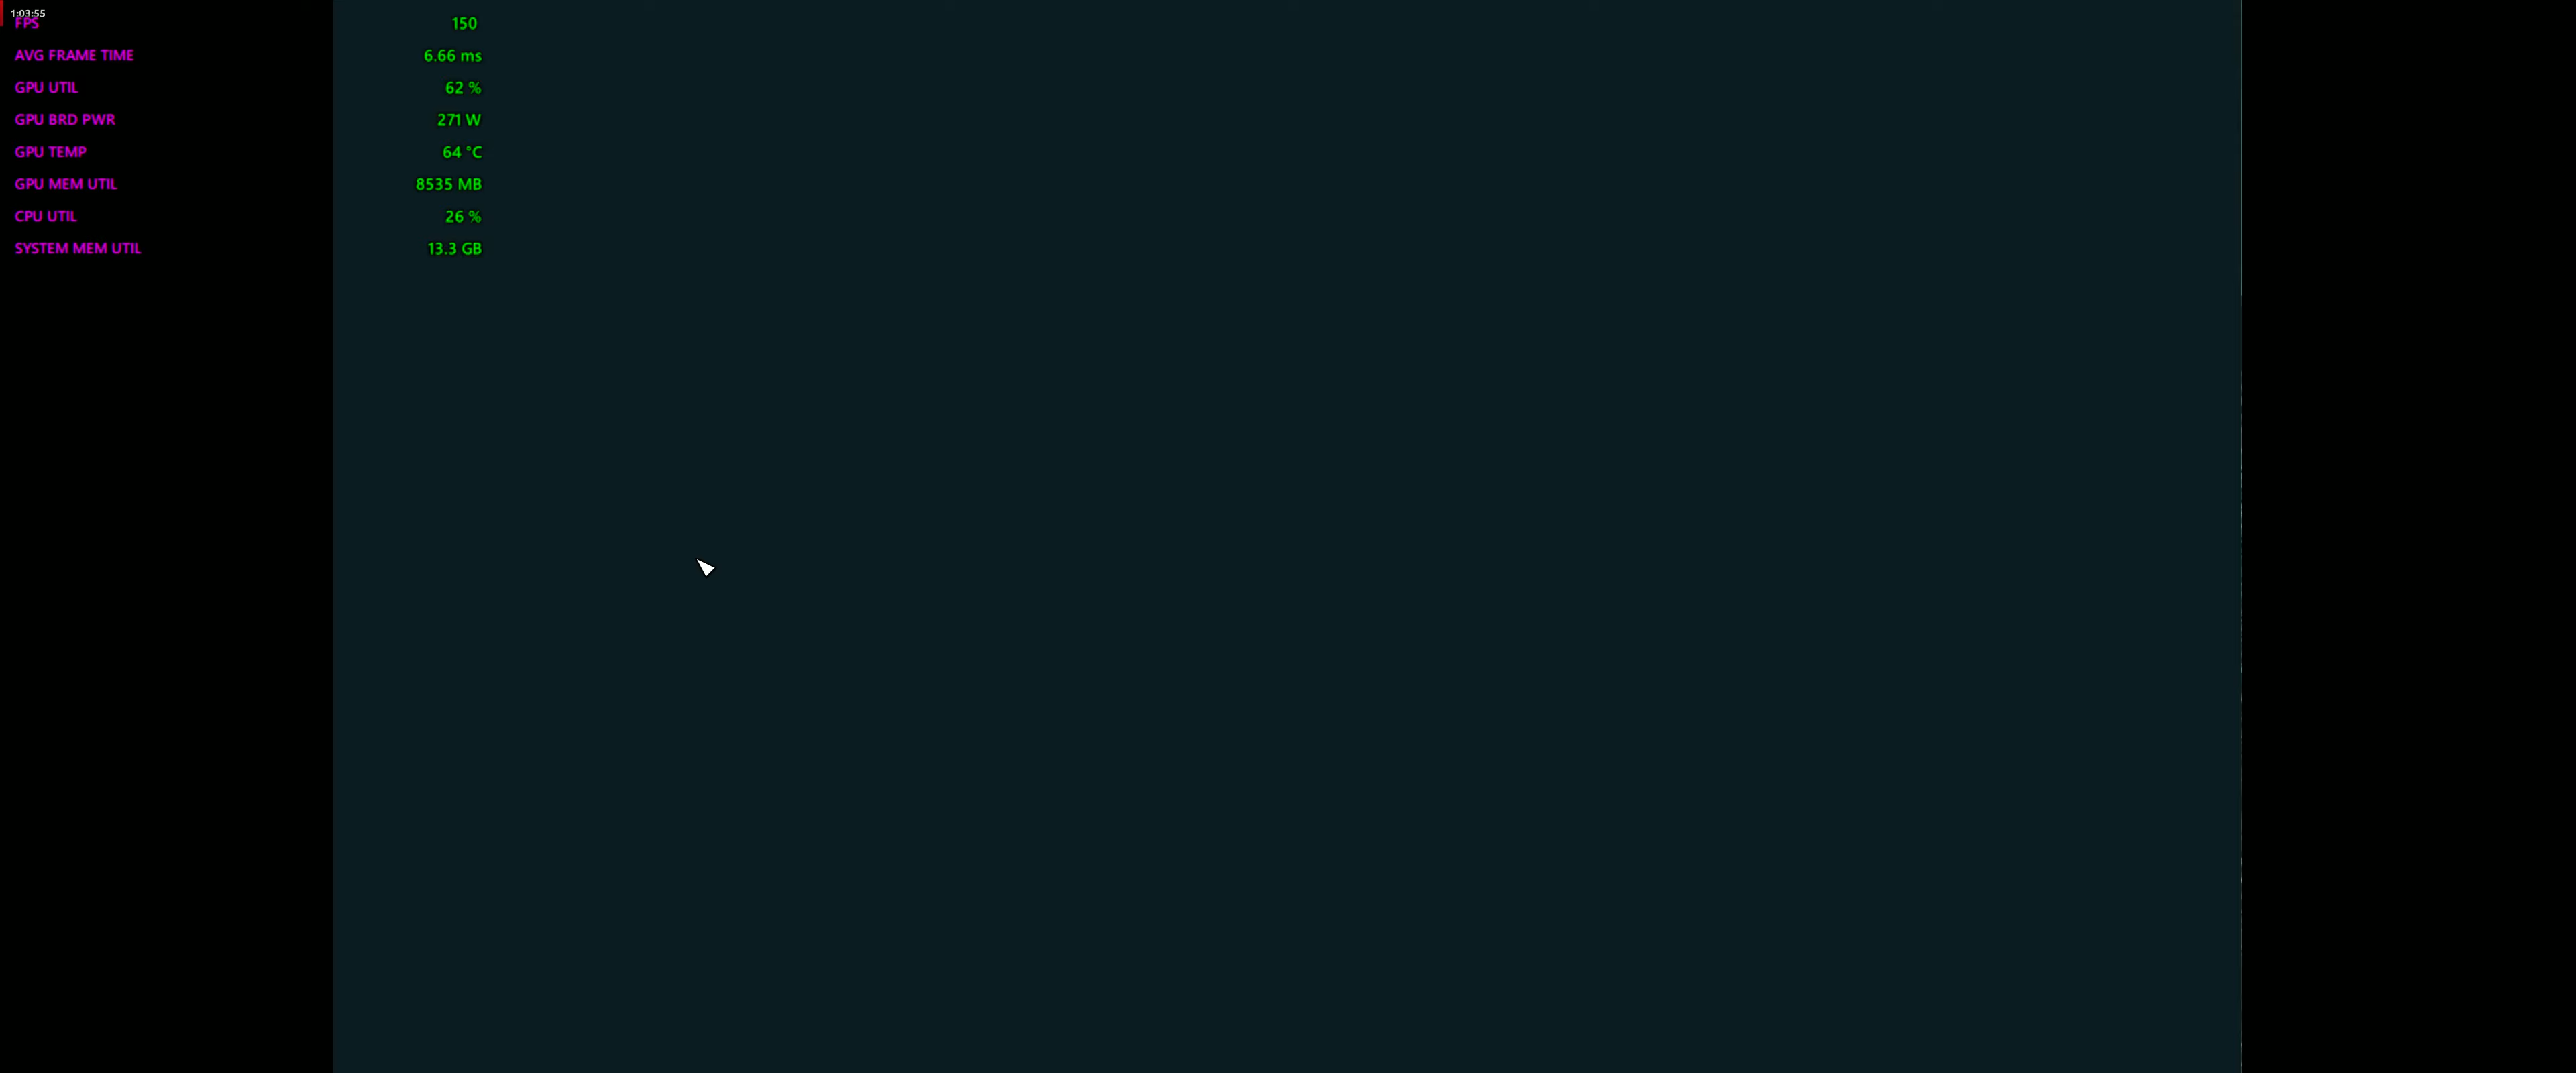 1:03:55
FPS 150
AVG FRAME TIME 6.66 ms
GPU UTIL 62 %
GPU BRD PWR 271 W
GPU TEMP 64 °C
GPU MEM UTIL 8535 MB
CPU UTIL 26 %
SYSTEM MEM UTIL 13.3 GB